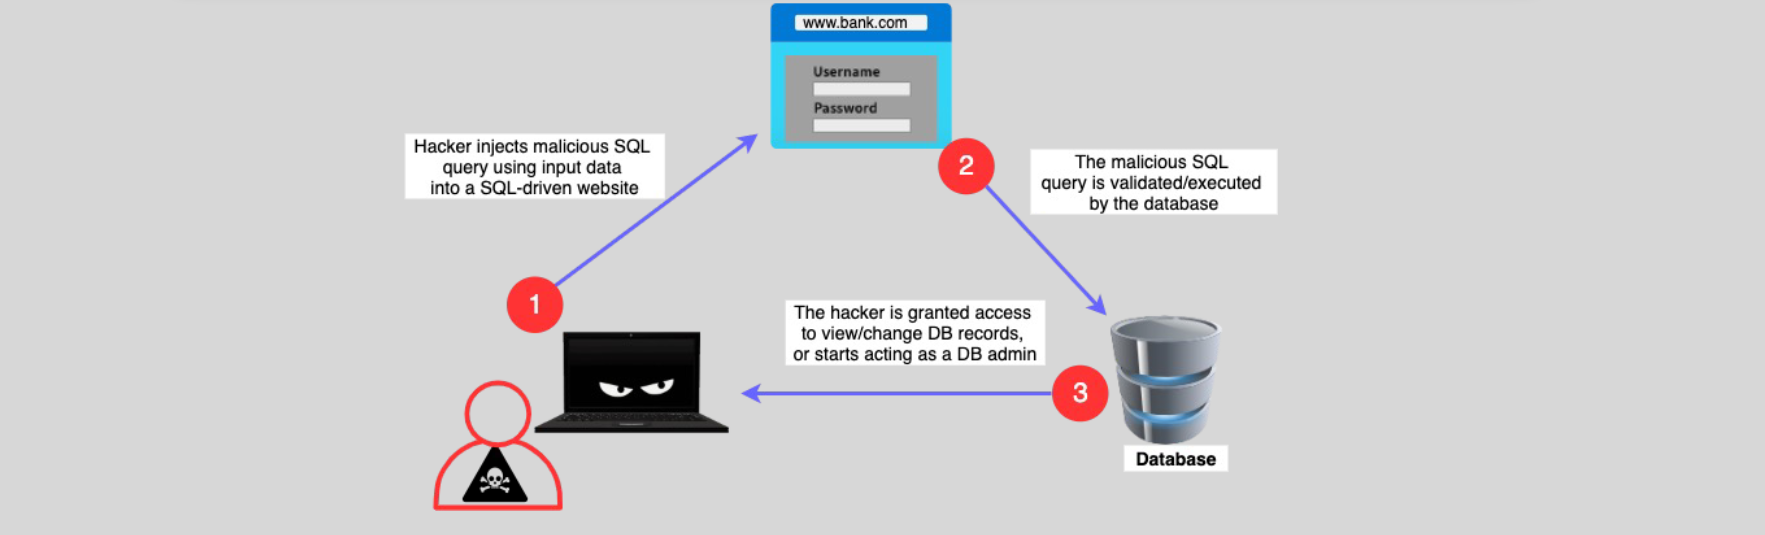 www.bank.com
Username
Password
Hacker injects malicious SQL
query using input data
into a SQL-driven website
2
The malicious SQL
query is validated/executed
by the database
1
The hacker is granted access
to view/change DB records,
or starts acting as a DB admin
3
Database